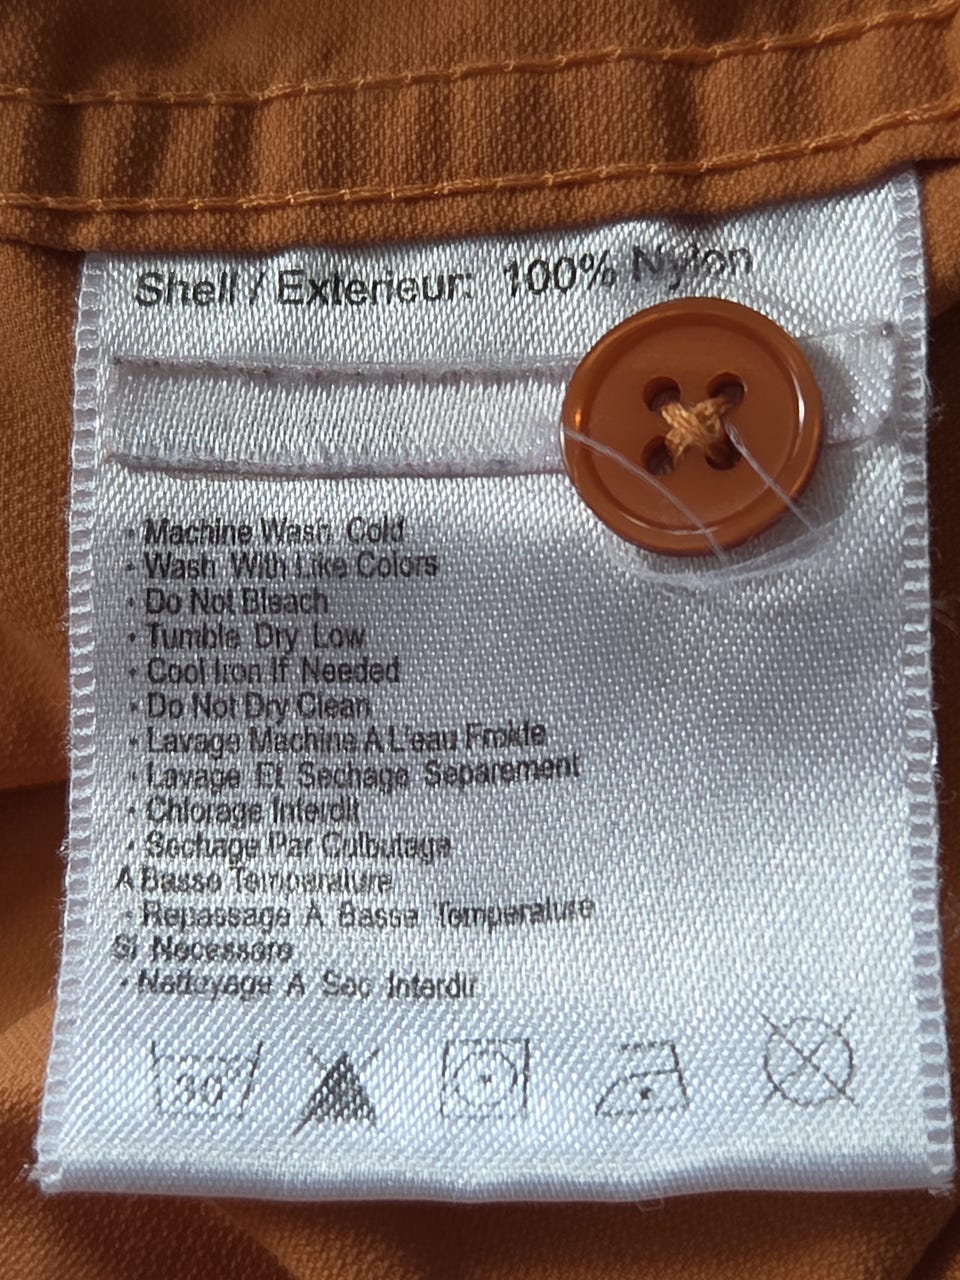 Shell / Exterieur: 100% Nylon
· Machine Wash Cold
· Wash With Like Colors
· Do Not Bleach
· Tumble Dry Low
· Cool Iron If Needed
· Do Not Dry Clean
· Lavage Machine A L'eau Froide
· Lavage Et Sechage Separement
· Chlorage Interdit
· Sechage Par Culbutage
A Basse Temperature
· Repassage A Basse Temperature
Si Necessere
· Nettoyage A Sec Interdit
30°